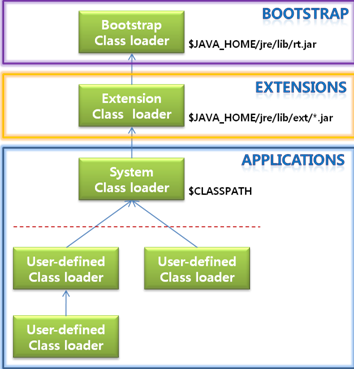 BOOTSTRAP
Bootstrap
Class loader
$JAVA_HOME/jre/lib/rt.jar
EXTENSIONS
Extension
Class loader
$JAVA_HOME/jre/lib/ext/*.jar
APPLICATIONS
System
Class loader
$CLASSPATH
User-defined
Class loader
User-defined
Class loader
User-defined
Class loader